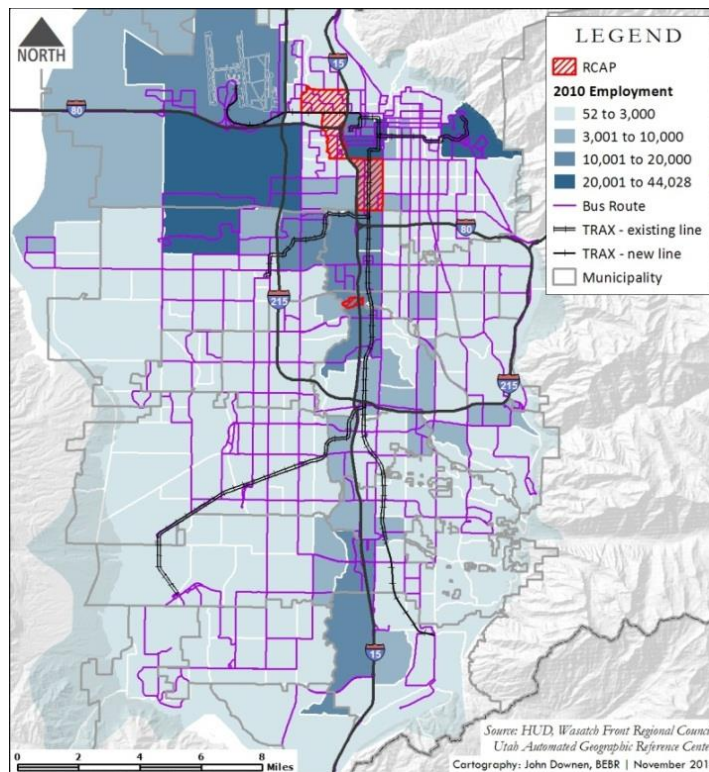 NORTH
15
80
80
215
215
15
LEGEND
RCAP
2010 Employment
52 to 3,000
3,001 to 10,000
10,001 to 20,000
20,001 to 44,028
Bus Route
TRAX - existing line
TRAX - new line
Municipality
0 2 4 6 8
Miles
Source: HUD, Wasatch Front Regional Counc
Utah Automated Geographic Reference Cente
Cartography: John Downen, BEBR | November 201